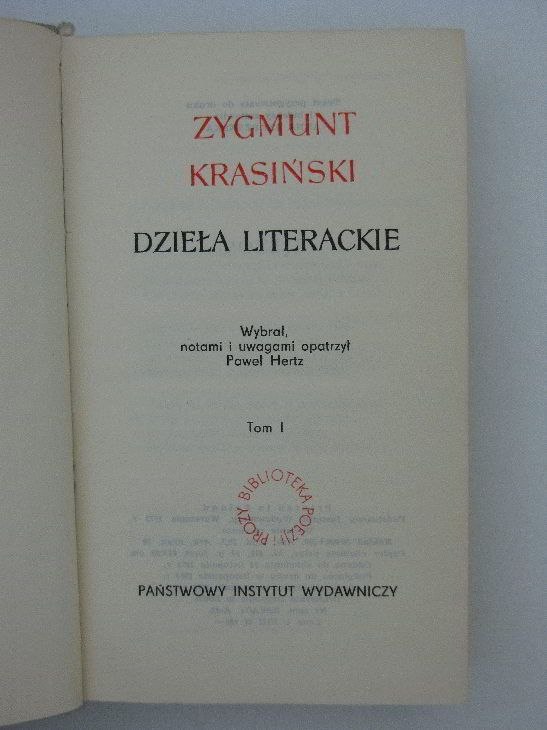 ZYGMUNT
KRASIŃSKI
DZIEŁA LITERACKIE
Wybrał,
notami i uwagami opatrzył
Paweł Hertz
Tom I
BIBLIOTEKA POEZJI i PROZY
PAŃSTWOWY INSTYTUT WYDAWNICZY